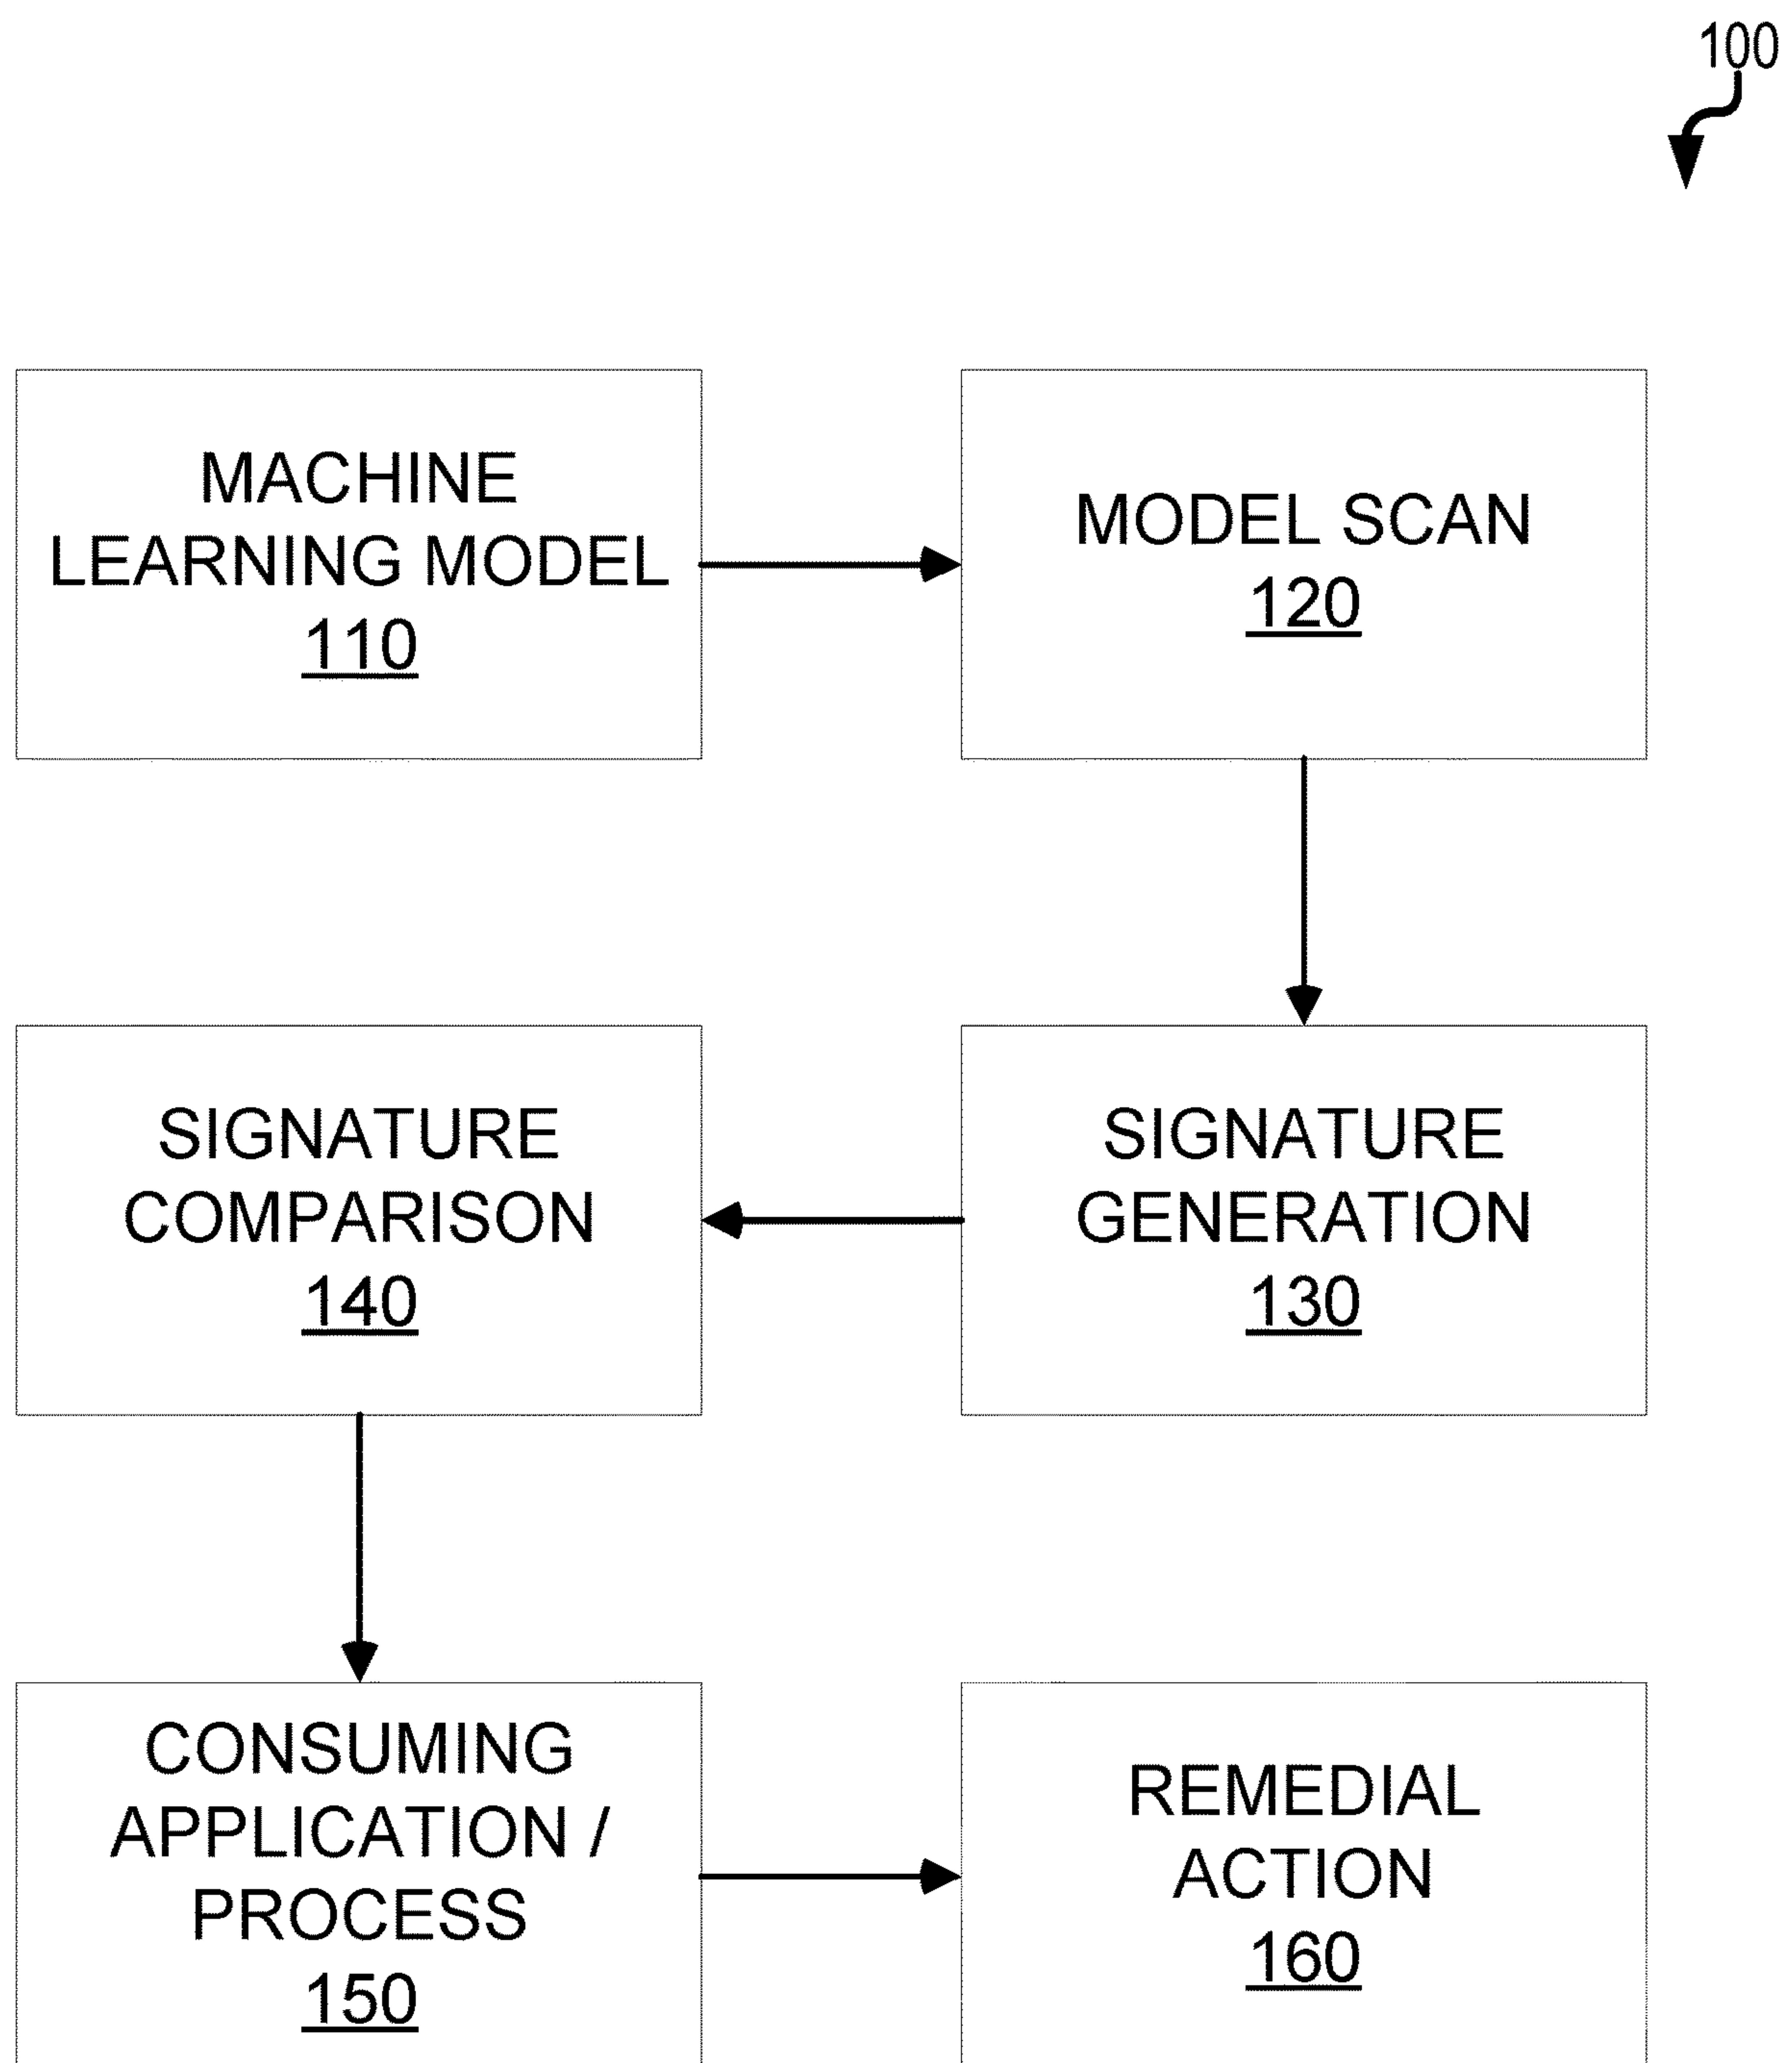 100
MACHINE
LEARNING MODEL
110
MODEL SCAN
120
SIGNATURE
COMPARISON
140
SIGNATURE
GENERATION
130
CONSUMING
APPLICATION /
PROCESS
150
REMEDIAL
ACTION
160